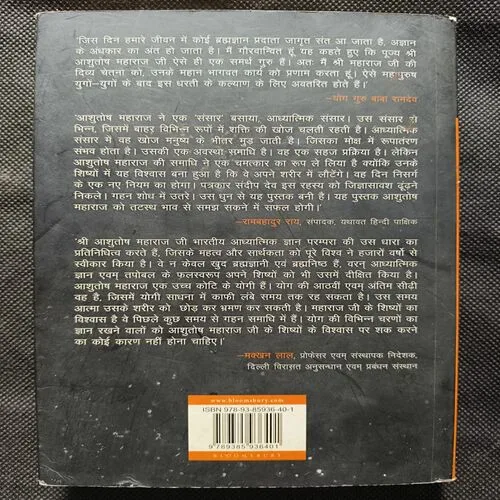 'जिस दिन हमारे जीवन में कोई ब्रह्मज्ञान प्रदाता जागृत संत आ जाता है, अज्ञान
के अंधकार का अंत हो जाता है। मैं गौरवान्वित हूं यह कहते हुए कि पूज्य श्री
आशुतोष महाराज जी ऐसे ही एक समर्थ गुरु हैं। अतः मैं श्री महाराज जी की
दिव्य चेतना को, उनके महान भागवत कार्य को प्रणाम करता हूं। ऐसे महापुरुष
युगों–युगों के बाद इस धरती के कल्याण के लिए अवतरित होते हैं।'
–योग गुरु बाबा रामदेव
'आशुतोष महाराज ने एक 'संसार' बसाया, आध्यात्मिक संसार। उस संसार से
भिन्न, जिसमें बाहर विभिन्न रूपों में शक्ति की खोज चलती रहती है। आध्यात्मिक
संसार में वह खोज मनुष्य के भीतर मुड़ जाती है। जिसका मोक्ष में रूपातंरण
संभव होता है। उसकी एक अवस्था समाधि है। यह एक सहज प्रक्रिया है। लेकिन
आशुतोष महाराज की समाधि ने एक चमत्कार का रूप ले लिया है क्योंकि उनके
शिष्यों में यह विश्वास बना हुआ है कि वे अपने शरीर में लौटेंगे। वह दिन निसर्ग
के एक नए नियम का होगा। पत्रकार संदीप देव इस रहस्य को जिज्ञासावश ढूंढ़ने
निकले। गहन शोध में उतरे। उस धुन से यह पुस्तक बनी है। यह पुस्तक आशुतोष
महाराज को तटस्थ भाव से समझ सकने में सफल होगी।'
–रामबहादुर राय, संपादक, यथावत हिन्दी पाक्षिक
'श्री आशुतोष महाराज जी भारतीय आध्यात्मिक ज्ञान परम्परा की उस धारा का
प्रतिनिधित्व करते हैं, जिसके महत्व और सार्थकता को पूरे विश्व ने हजारों वर्षों से
स्वीकार किया है। वे न केवल खुद ब्रह्मज्ञानी एवं ब्रह्मनिष्ठ हैं, वरन् आध्यात्मिक
ज्ञान एवम् तपोबल के फलस्वरूप अपने शिष्यों को भी उसमें दीक्षित किया है।
आशुतोष महाराज एक उच्च कोटि के योगी हैं। योग की आठवीं एवम् अंतिम सीढ़ी
वह है, जिसमें योगी साधना में काफी लंबे समय तक रह सकता है। उस समय
आत्मा उसके शरीर को छोड़ कर भ्रमण कर सकती है। महाराज जी के शिष्यों का
विश्वास है वे पिछले कुछ समय से गहन समाधि में हैं। योग की विभिन्न चरणों का
ज्ञान रखने वालों को आशुतोष महाराज जी के शिष्यों के विश्वास पर शक करने
का कोई कारण नहीं होना चाहिए।'
–मक्खन लाल, प्रोफेसर एवम् संस्थापक निदेशक,
दिल्ली विरासत अनुसन्धान एवम् प्रबंधन संस्थान
www.bloomsbury.com
ISBN 978-93-85936-40-1
9 789385 936401
BLOOMSBURY